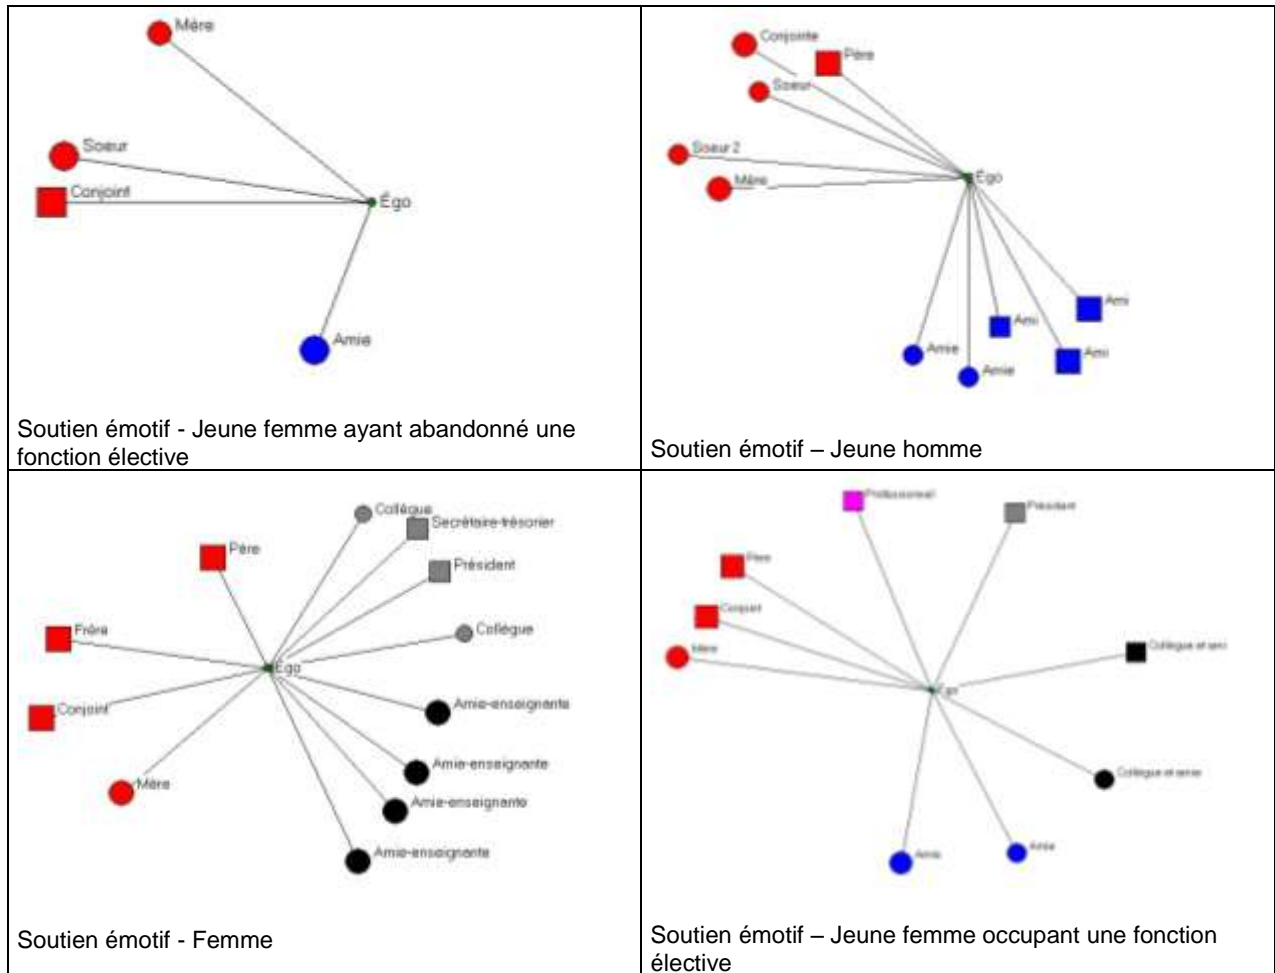 Mère
Soeur
Conjoint
Égo
Amie
Soutien émotif - Jeune femme ayant abandonné une
fonction élective
Conjointe
Père
Soeur
Soeur 2
Mère
Égo
Ami
Ami
Ami
Amie
Amie
Soutien émotif – Jeune homme
Collègue
Secrétaire-trésorier
Père
Président
Frère
Collègue
Égo
Conjoint
Amie-enseignante
Amie-enseignante
Mère
Amie-enseignante
Amie-enseignante
Soutien émotif - Femme
Professionnel
Président
Père
Conjoint
Mère
Collègue et ami
Égo
Collègue et amie
Amie
Amie
Soutien émotif – Jeune femme occupant une fonction
élective